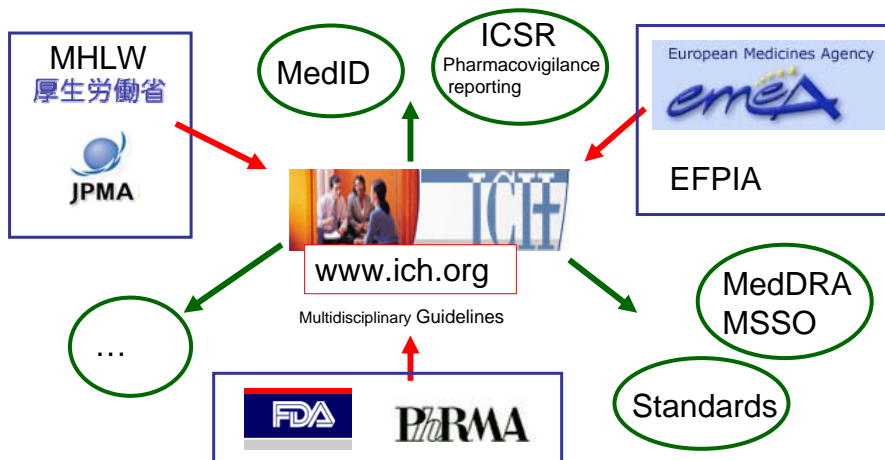 MHLW
厚生労働省
JPMA
MedID
ICSR
Pharmacovigilance
reporting
European Medicines Agency
emeA
EFPIA
ICH
www.ich.org
Multidisciplinary Guidelines
...
FDA
PhRMA
MedDRA
MSSO
Standards